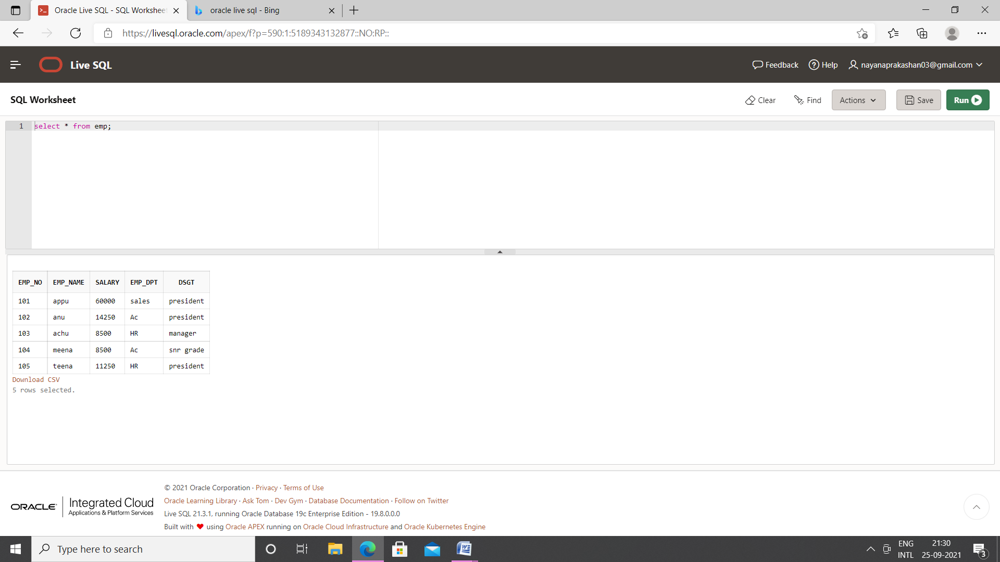 Oracle Live SQL - SQL Workshee
oracle live sql - Bing
https://livesql.oracle.com/apex/f?p=590:1:5189343132877::NO:RP::
Live SQL
Feedback
Help
nayanaprakashan03@gmail.com
SQL Worksheet
Clear
Find
Actions
Save
Run
1 select * from emp;
EMP_NO EMP_NAME SALARY EMP_DPT DSGT
101 appu 60000 sales president
102 anu 14250 Ac president
103 achu 8500 HR manager
104 meena 8500 Ac snr grade
105 teena 11250 HR president
Download CSV
5 rows selected.
ORACLE Integrated Cloud
Applications & Platform Services
© 2021 Oracle Corporation · Privacy · Terms of Use
Oracle Learning Library · Ask Tom · Dev Gym · Database Documentation · Follow on Twitter
Live SQL 21.3.1, running Oracle Database 19c Enterprise Edition - 19.8.0.0.0
Built with ❤ using Oracle APEX running on Oracle Cloud Infrastructure and Oracle Kubernetes Engine
Type here to search
ENG
INTL
21:30
25-09-2021
3